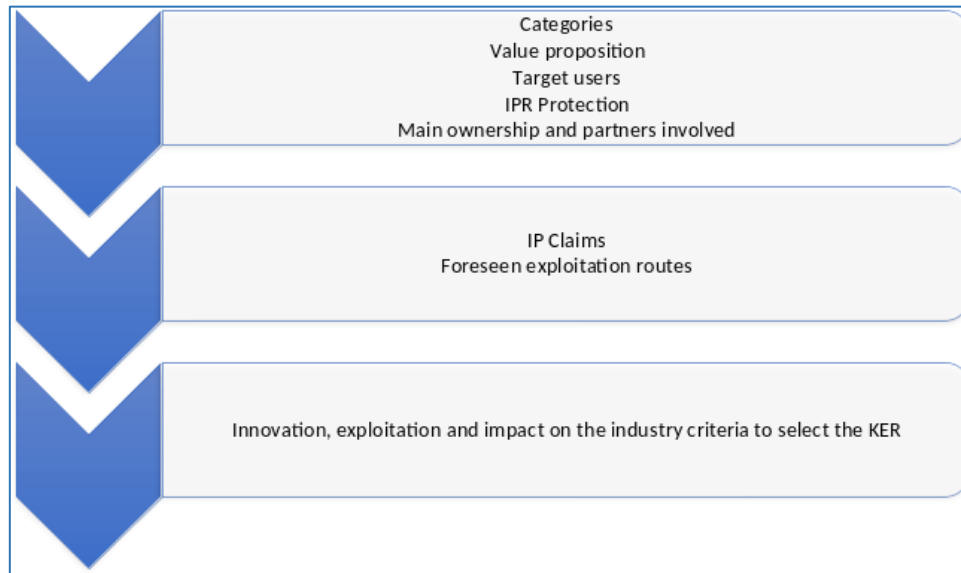 Categories
Value proposition
Target users
IPR Protection
Main ownership and partners involved
IP Claims
Foreseen exploitation routes
Innovation, exploitation and impact on the industry criteria to select the KER